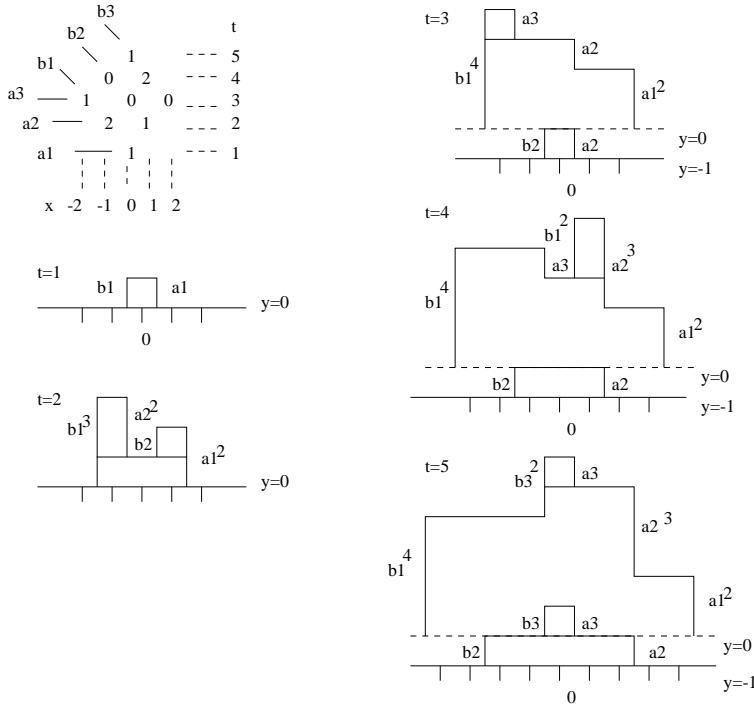 b3
b2 t
1 5
b1 0 2 4
a3 1 0 0 3
a2 2 1 2
a1 1 1
x -2 -1 0 1 2
t=1
b1 a1
y=0
0
t=2
b1^3 a2^2
b2
a1^2
y=0
t=3 a3
a2
b1^4
a1^2
y=0
b2 a2
y=-1
0
t=4
b1^2
a3 a2^3
b1^4
a1^2
y=0
b2 a2
y=-1
0
t=5
b3^2 a3
a2^3
b1^4
a1^2
b3 a3
y=0
b2 a2
y=-1
0